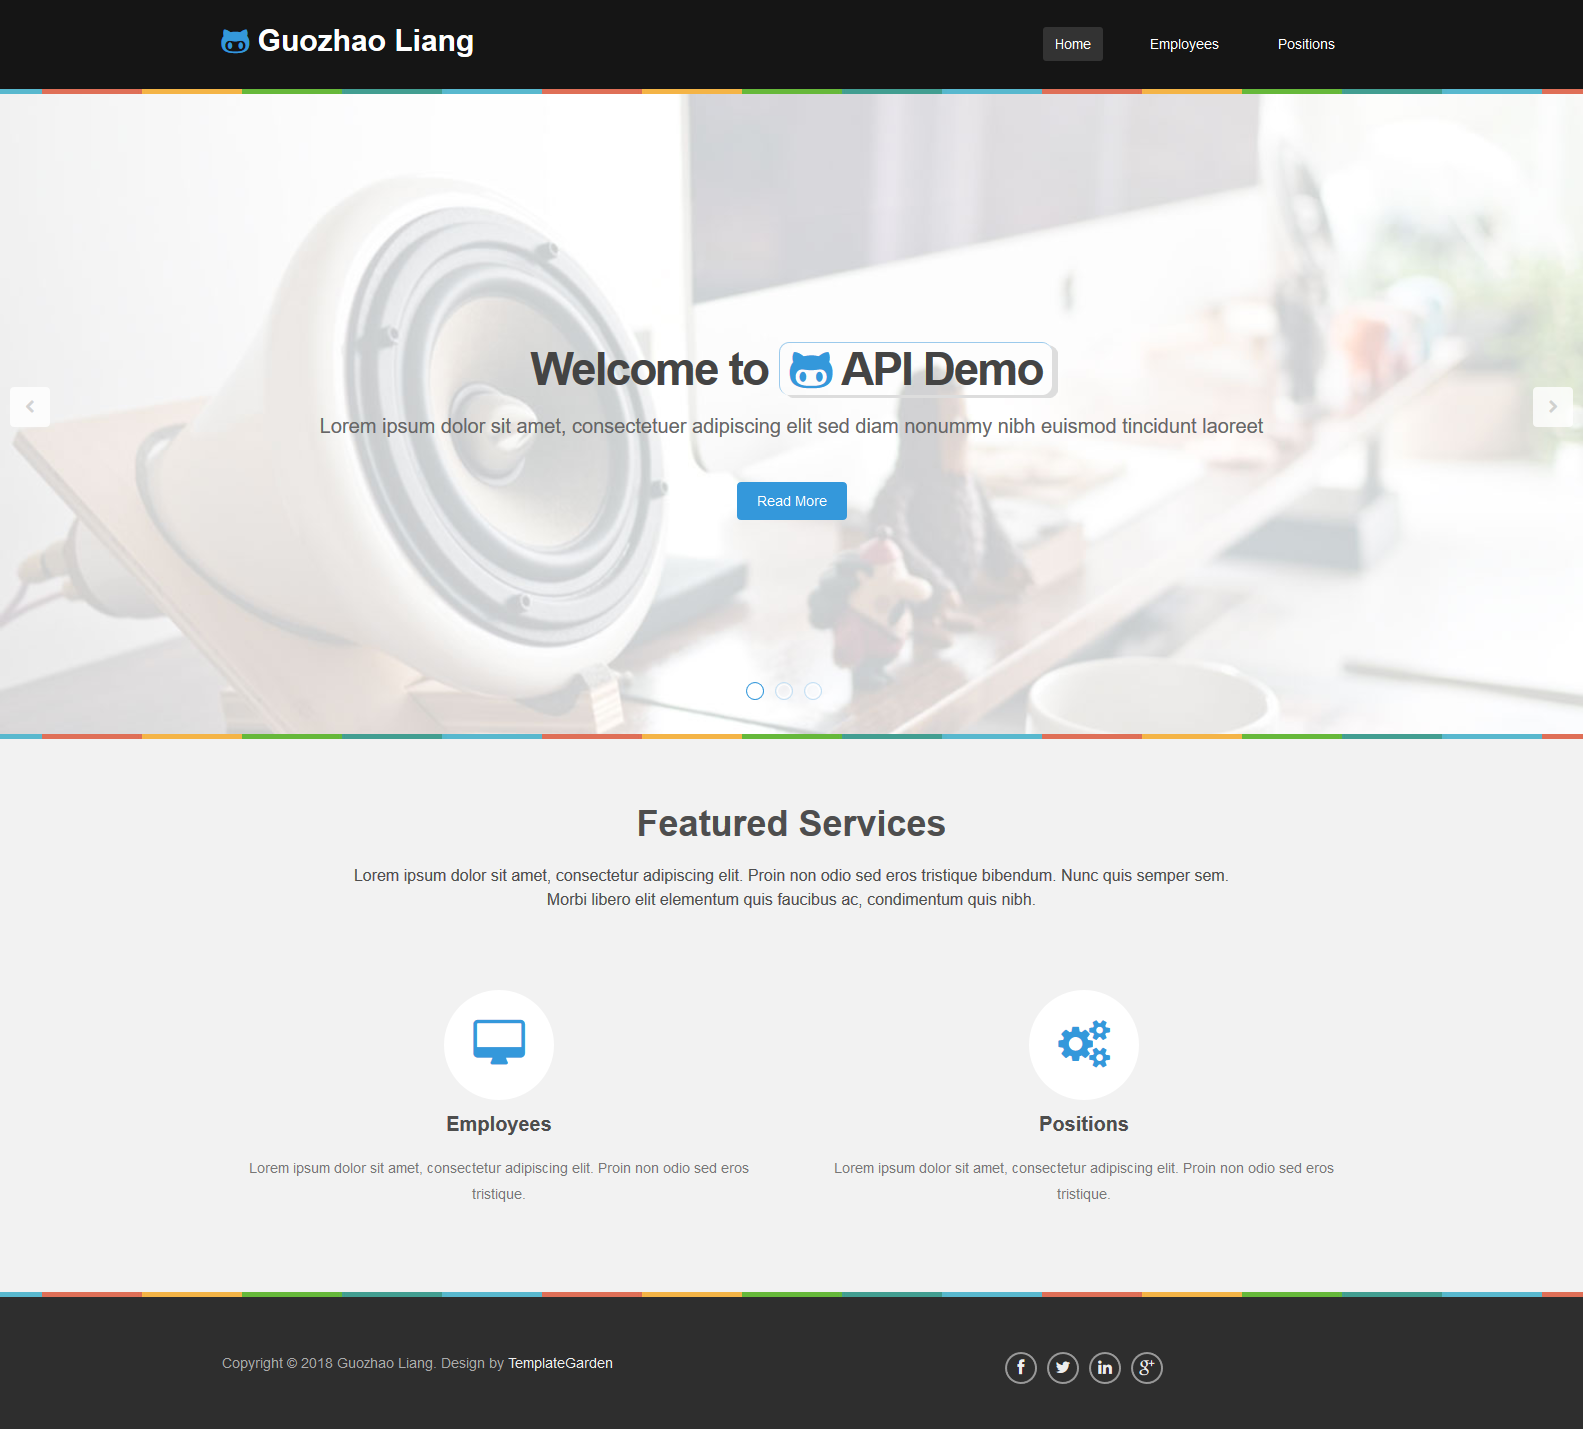 Guozhao Liang
Home
Employees
Positions
Welcome to API Demo
Lorem ipsum dolor sit amet, consectetuer adipiscing elit sed diam nonummy nibh euismod tincidunt laoreet
Read More
Featured Services
Lorem ipsum dolor sit amet, consectetur adipiscing elit. Proin non odio sed eros tristique bibendum. Nunc quis semper sem.
Morbi libero elit elementum quis faucibus ac, condimentum quis nibh.
Employees
Lorem ipsum dolor sit amet, consectetur adipiscing elit. Proin non odio sed eros
tristique.
Positions
Lorem ipsum dolor sit amet, consectetur adipiscing elit. Proin non odio sed eros
tristique.
Copyright © 2018 Guozhao Liang. Design by TemplateGarden